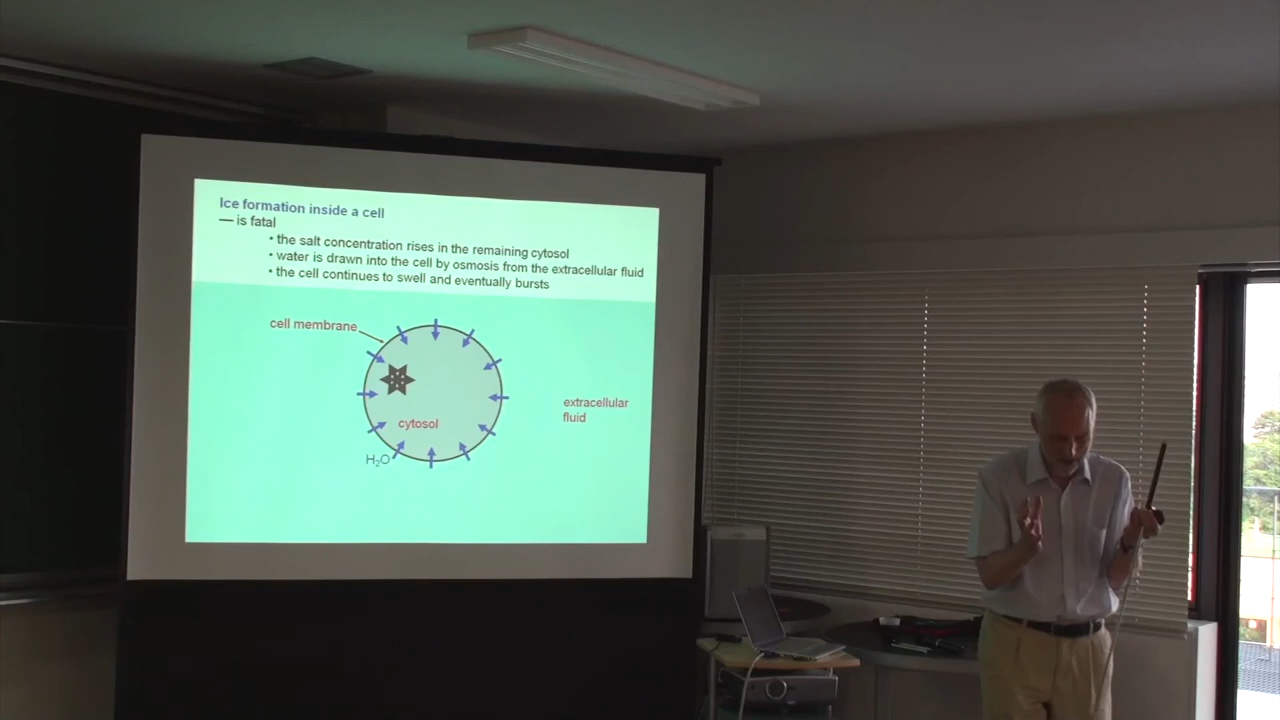 Ice formation inside a cell
— is fatal
• the salt concentration rises in the remaining cytosol
• water is drawn into the cell by osmosis from the extracellular fluid
• the cell continues to swell and eventually bursts
cell membrane
extracellular
fluid
cytosol
H₂O